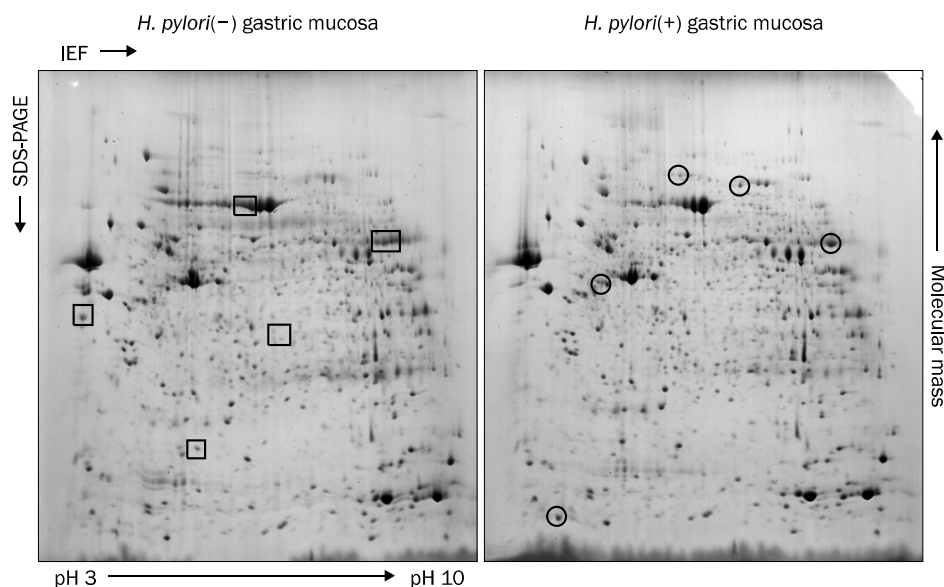 H. pylori(−) gastric mucosa
H. pylori(+) gastric mucosa
IEF
SDS-PAGE
Molecular mass
pH 3
pH 10